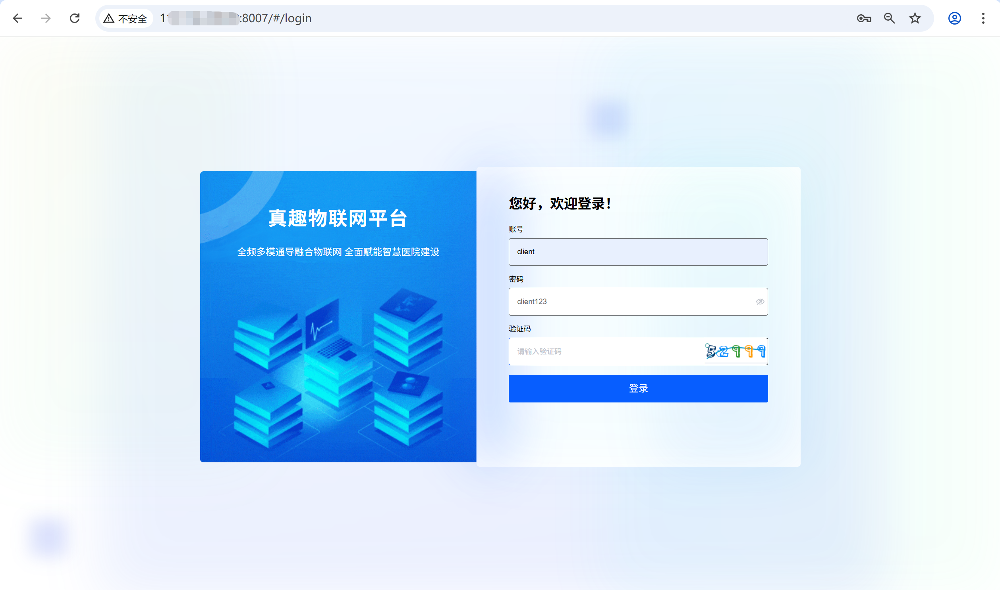 不安全
:8007/#/login
真趣物联网平台
全频多模通导融合物联网 全面赋能智慧医院建设
您好，欢迎登录！
账号
client
密码
client123
验证码
请输入验证码
52999
登录